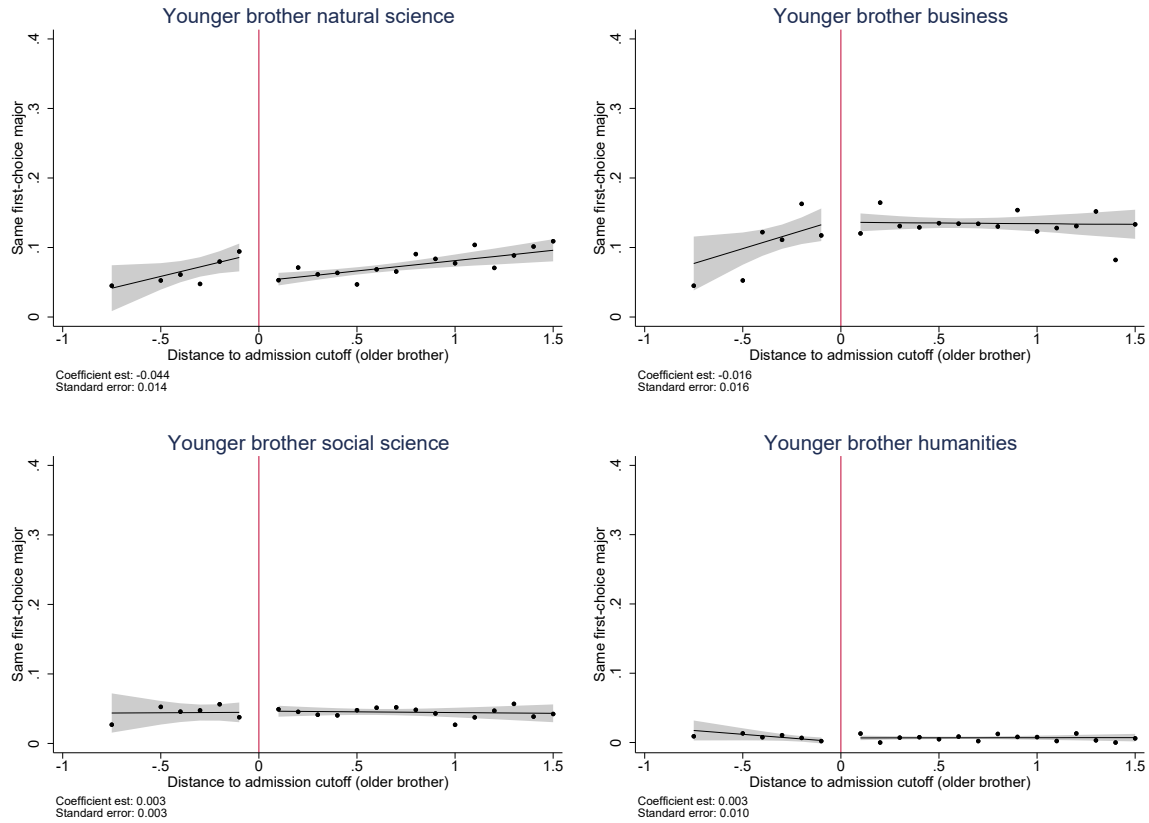 Younger brother natural science
Same first-choice major
.4
.3
.2
.1
0
-1
-.5
0
.5
1
1.5
Distance to admission cutoff (older brother)
Coefficient est: -0.044
Standard error: 0.014
Younger brother business
Same first-choice major
.4
.3
.2
.1
0
-1
-.5
0
.5
1
1.5
Distance to admission cutoff (older brother)
Coefficient est: -0.016
Standard error: 0.016
Younger brother social science
Same first-choice major
.4
.3
.2
.1
0
-1
-.5
0
.5
1
1.5
Distance to admission cutoff (older brother)
Coefficient est: 0.003
Standard error: 0.003
Younger brother humanities
Same first-choice major
.4
.3
.2
.1
0
-1
-.5
0
.5
1
1.5
Distance to admission cutoff (older brother)
Coefficient est: 0.003
Standard error: 0.010